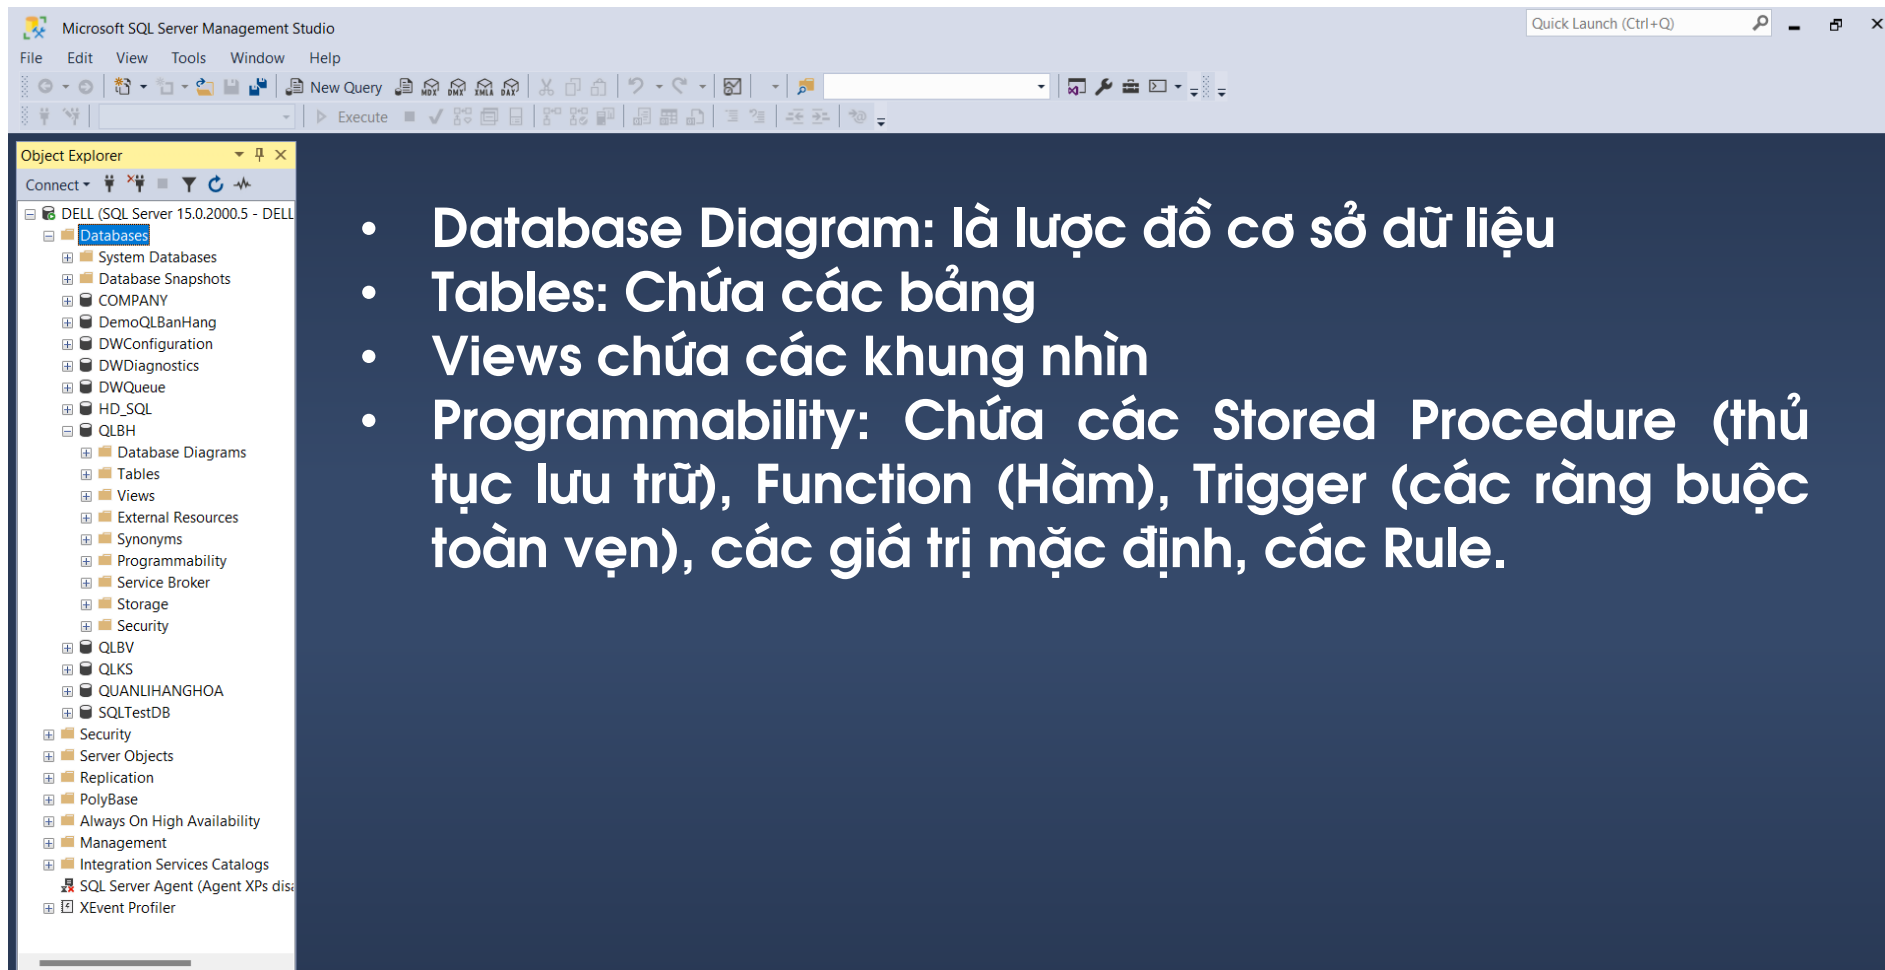 Microsoft SQL Server Management Studio
Quick Launch (Ctrl+Q)
File Edit View Tools Window Help
New Query MDX DMX XMLA DAX
Execute
Object Explorer
Connect
DELL (SQL Server 15.0.2000.5 - DELL
Databases
System Databases
Database Snapshots
COMPANY
DemoQLBanHang
DWConfiguration
DWDiagnostics
DWQueue
HD_SQL
QLBH
Database Diagrams
Tables
Views
External Resources
Synonyms
Programmability
Service Broker
Storage
Security
QLBV
QLKS
QUANLIHANGHOA
SQLTestDB
Security
Server Objects
Replication
PolyBase
Always On High Availability
Management
Integration Services Catalogs
SQL Server Agent (Agent XPs disa
XEvent Profiler
• Database Diagram: là lược đồ cơ sở dữ liệu
• Tables: Chứa các bảng
• Views chứa các khung nhìn
• Programmability: Chứa các Stored Procedure (thủ
tục lưu trữ), Function (Hàm), Trigger (các ràng buộc
toàn vẹn), các giá trị mặc định, các Rule.